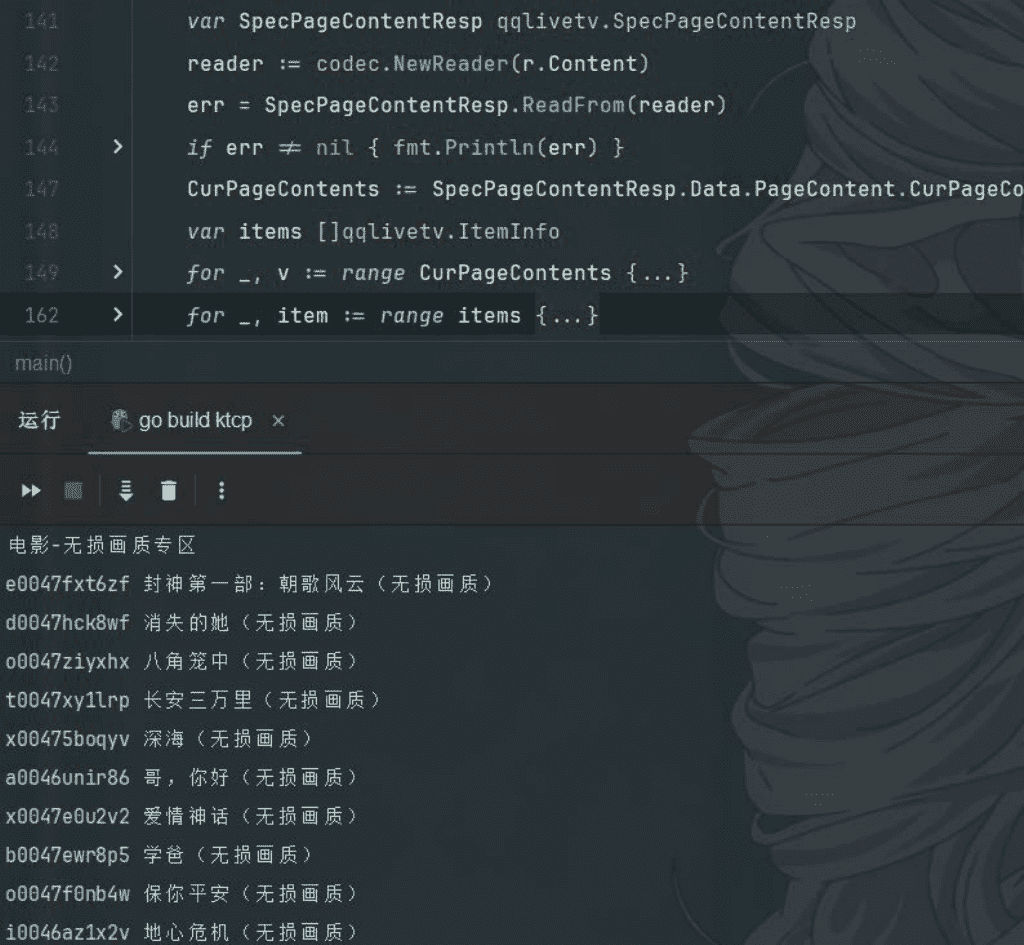 141 var SpecPageContentResp qqlivetv.SpecPageContentResp
142 reader := codec.NewReader(r.Content)
143 err = SpecPageContentResp.ReadFrom(reader)
144 if err ≠ nil { fmt.Println(err) }
147 CurPageContents := SpecPageContentResp.Data.PageContent.CurPageCo
148 var items []qqlivetv.ItemInfo
149 for _, v := range CurPageContents {...}
162 for _, item := range items {...}
main()
运行 go build ktcp ×
电影-无损画质专区
e0047fxt6zf 封神第一部：朝歌风云（无损画质）
d0047hck8wf 消失的她（无损画质）
o0047ziyxhx 八角笼中（无损画质）
t0047xy1lrp 长安三万里（无损画质）
x00475boqyv 深海（无损画质）
a0046unir86 哥，你好（无损画质）
x0047e0u2v2 爱情神话（无损画质）
b0047ewr8p5 学爸（无损画质）
o0047f0nb4w 保你平安（无损画质）
i0046az1x2v 地心危机（无损画质）